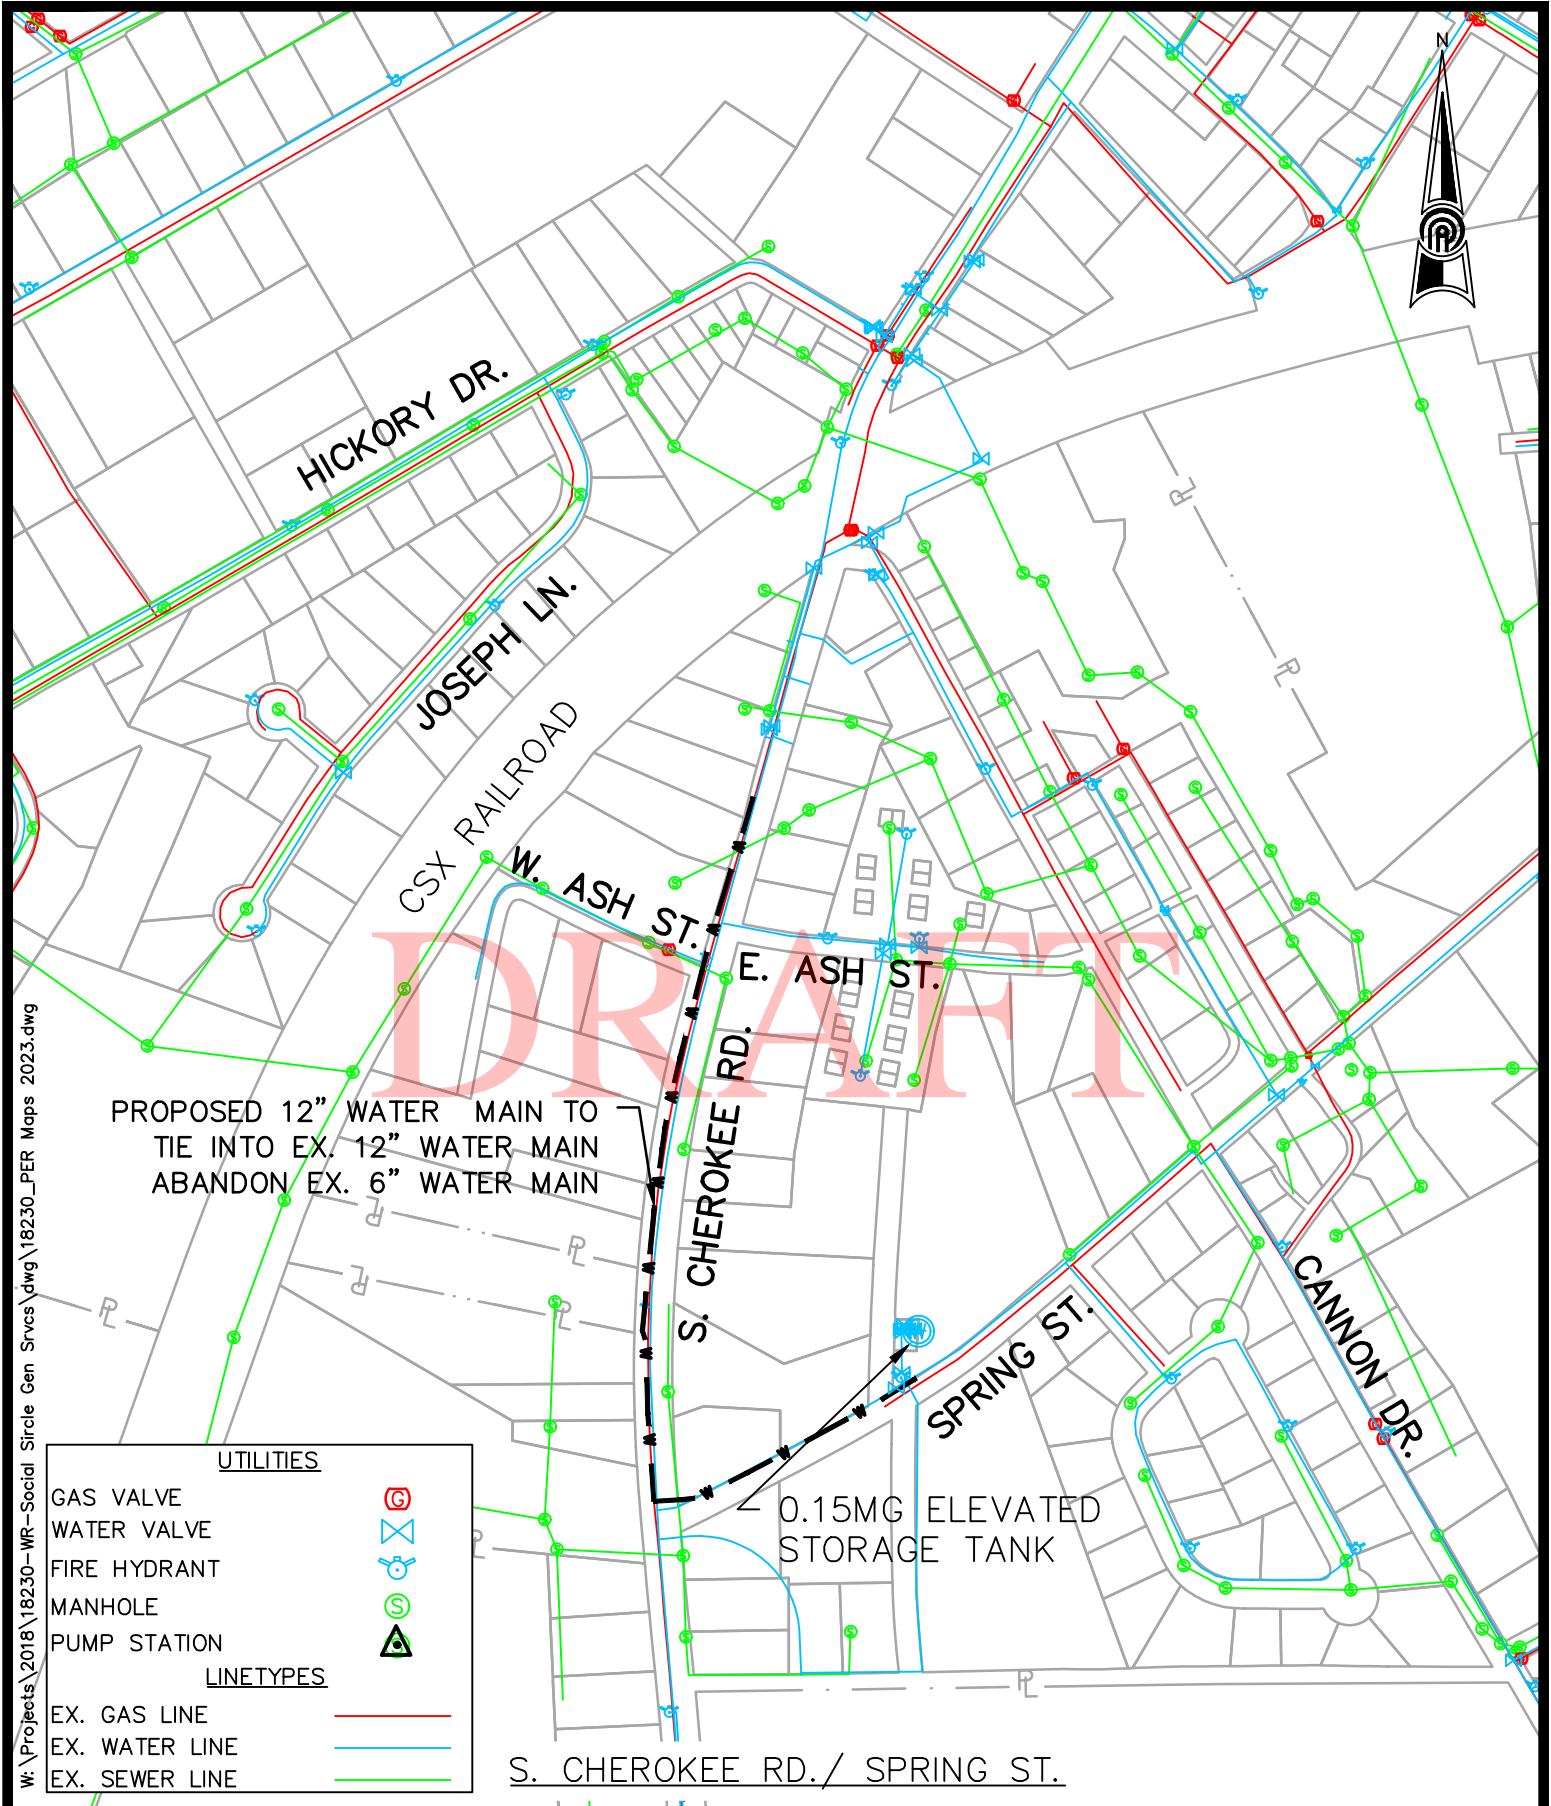 N
HICKORY DR.
JOSEPH LN.
CSX RAILROAD
W. ASH ST.
E. ASH ST.
DRAFT
S. CHEROKEE RD.
PROPOSED 12” WATER MAIN TO
TIE INTO EX. 12” WATER MAIN
ABANDON EX. 6” WATER MAIN
SPRING ST.
CANNON DR.
0.15MG ELEVATED
STORAGE TANK
W:\Projects\2018\18230-WR-Social Sircle Gen Srvcs\dwg\18230_PER Maps 2023.dwg
UTILITIES
GAS VALVE
WATER VALVE
FIRE HYDRANT
MANHOLE
PUMP STATION
LINETYPES
EX. GAS LINE
EX. WATER LINE
EX. SEWER LINE
S. CHEROKEE RD./ SPRING ST.